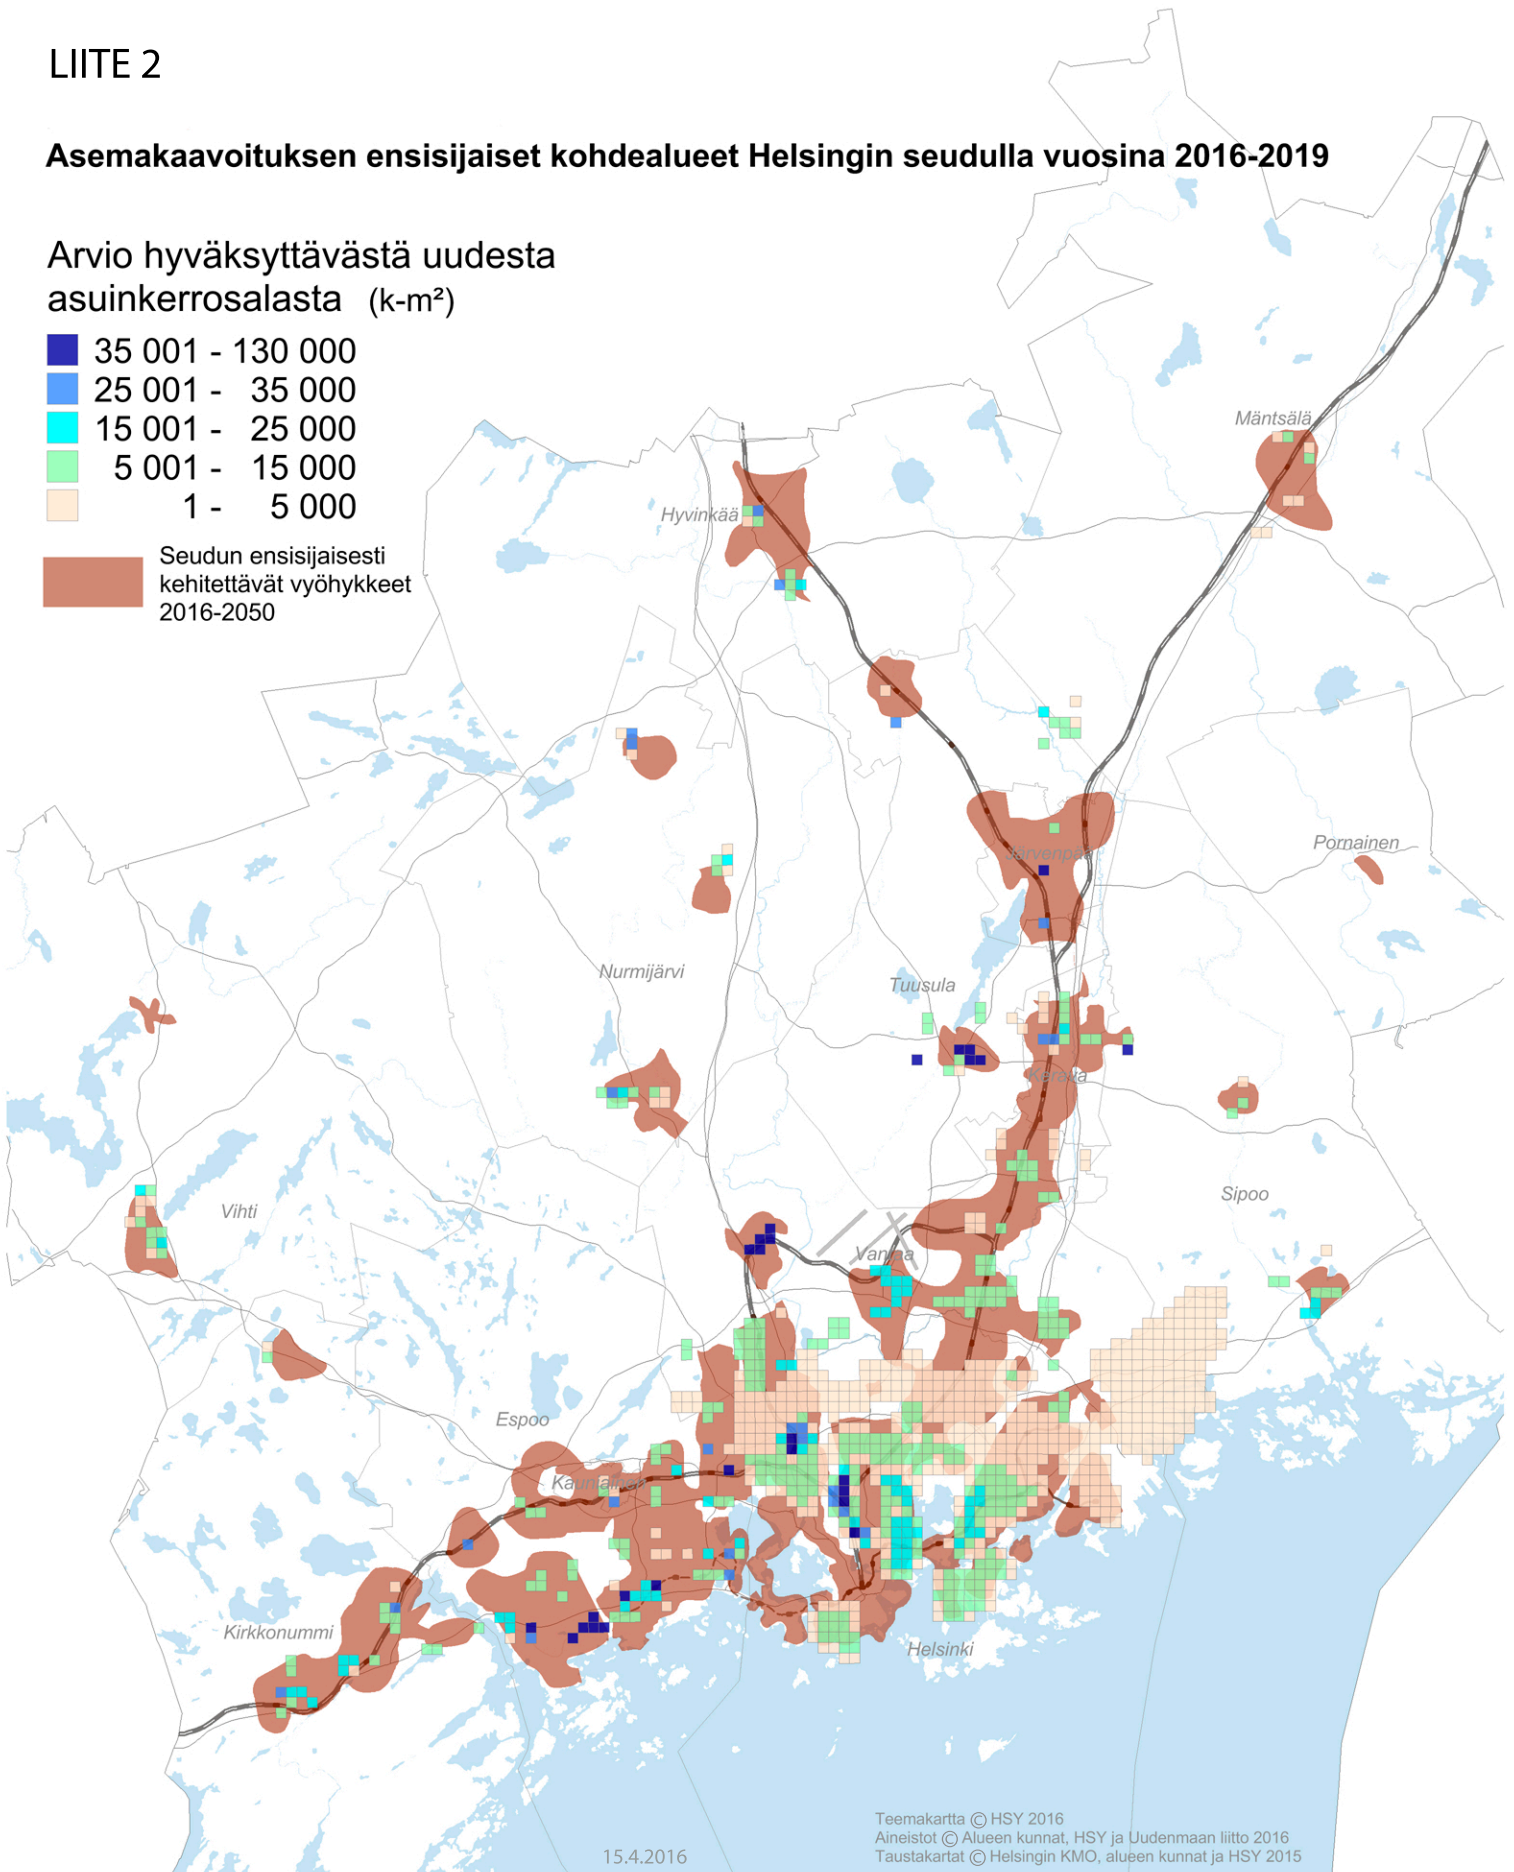 LIITE 2
Asemakaavoituksen ensisijaiset kohdealueet Helsingin seudulla vuosina 2016-2019
Arvio hyväksyttävästä uudesta
asuinkerrosalasta (k-m²)
35 001 - 130 000
25 001 - 35 000
15 001 - 25 000
5 001 - 15 000
1 - 5 000
Seudun ensisijaisesti
kehitettävät vyöhykkeet
2016-2050
Mäntsälä
Hyvinkää
Järvenpää
Pornainen
Nurmijärvi
Tuusula
Kerava
Vihti
Sipoo
Vantaa
Espoo
Kauniainen
Kirkkonummi
Helsinki
Teemakartta © HSY 2016
Aineistot © Alueen kunnat, HSY ja Uudenmaan liitto 2016
Taustakartat © Helsingin KMO, alueen kunnat ja HSY 2015
15.4.2016